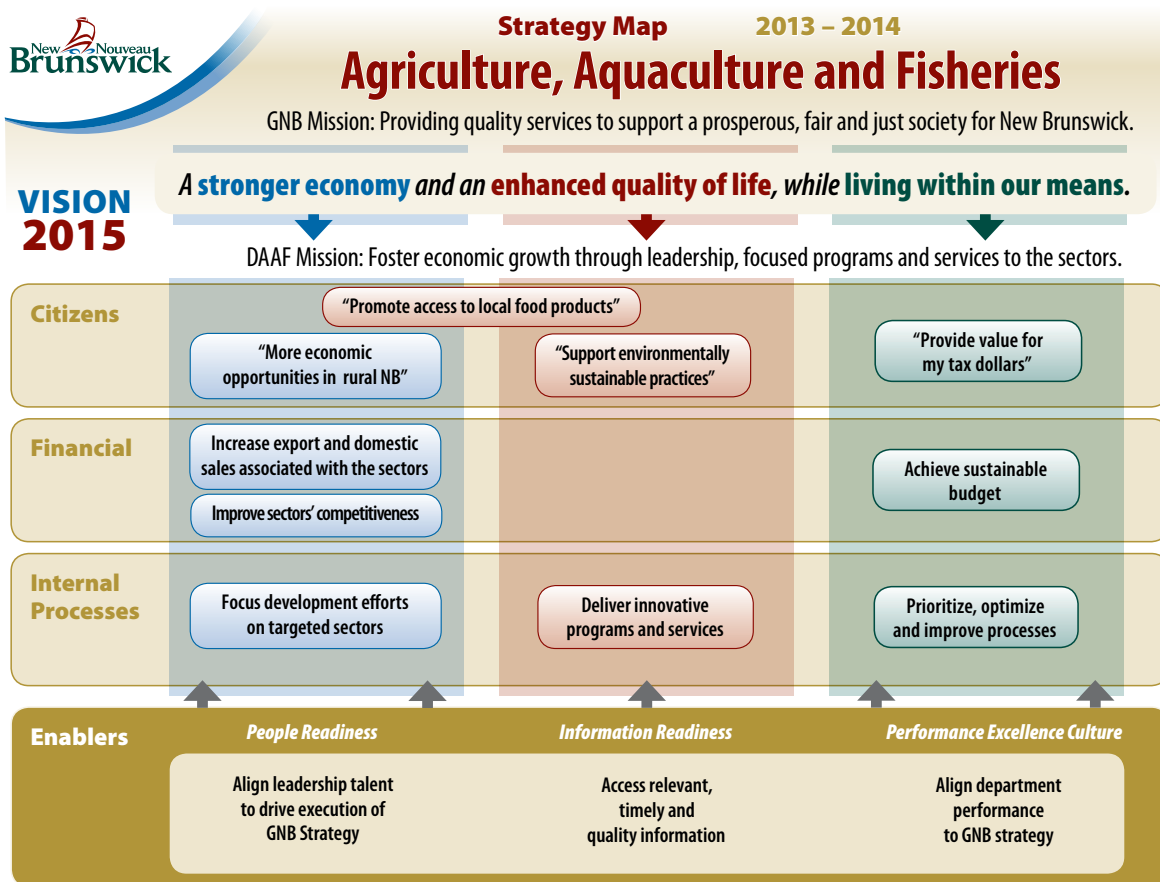 New Nouveau
Brunswick
Strategy Map 2013 – 2014
Agriculture, Aquaculture and Fisheries
GNB Mission: Providing quality services to support a prosperous, fair and just society for New Brunswick.
VISION
2015
A stronger economy and an enhanced quality of life, while living within our means.
DAAF Mission: Foster economic growth through leadership, focused programs and services to the sectors.
Citizens
“Promote access to local food products”
“More economic
opportunities in rural NB”
“Support environmentally
sustainable practices”
“Provide value for
my tax dollars”
Financial
Increase export and domestic
sales associated with the sectors
Improve sectors’ competitiveness
Achieve sustainable
budget
Internal
Processes
Focus development efforts
on targeted sectors
Deliver innovative
programs and services
Prioritize, optimize
and improve processes
Enablers
People Readiness
Align leadership talent
to drive execution of
GNB Strategy
Information Readiness
Access relevant,
timely and
quality information
Performance Excellence Culture
Align department
performance
to GNB strategy